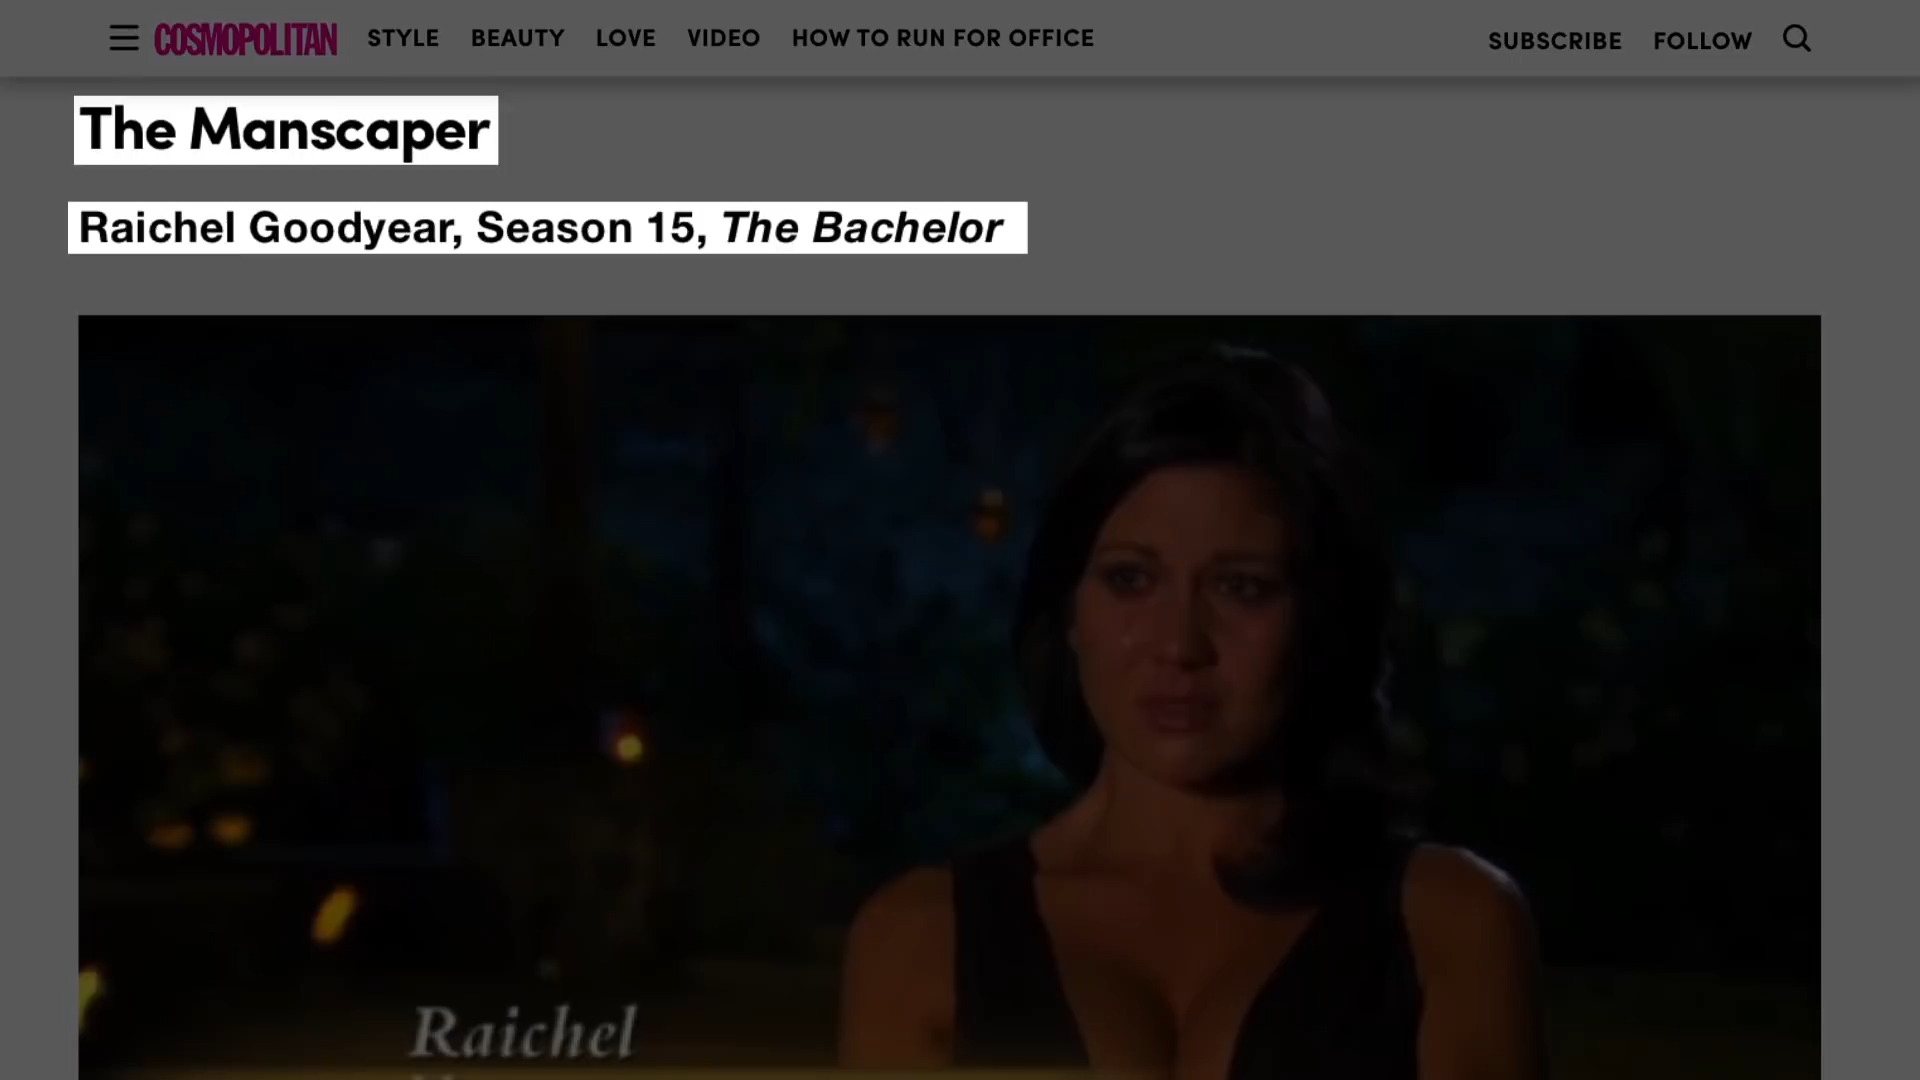 COSMOPOLITAN STYLE BEAUTY LOVE VIDEO HOW TO RUN FOR OFFICE SUBSCRIBE FOLLOW
The Manscaper
Raichel Goodyear, Season 15, The Bachelor
Raichel